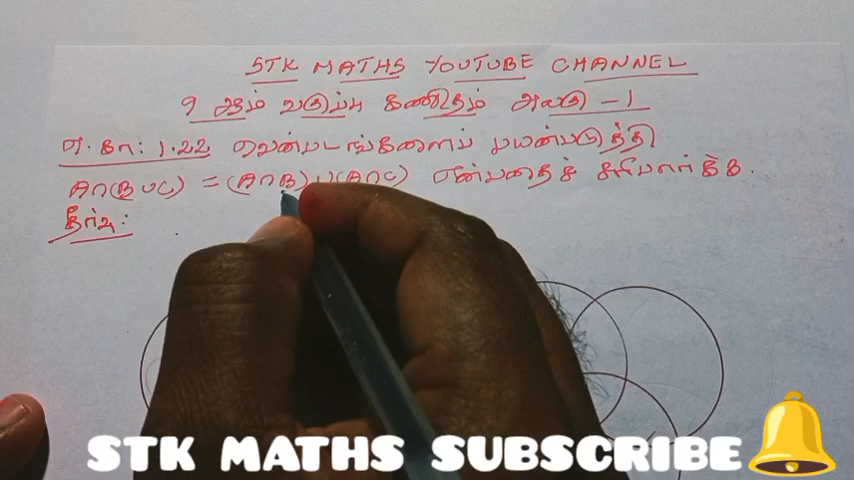 STK MATHS YOUTUBE CHANNEL
9 ஆம் வகுப்பு கணிதம் அலகு - 1
எ.கா: 1.22 வென்படங்களைப் பயன்படுத்தி
A∩(B∪C) = (A∩B)∪(A∩C) என்பதைச் சரிபார்க்க.
தீர்வு:
STK MATHS SUBSCRIBE